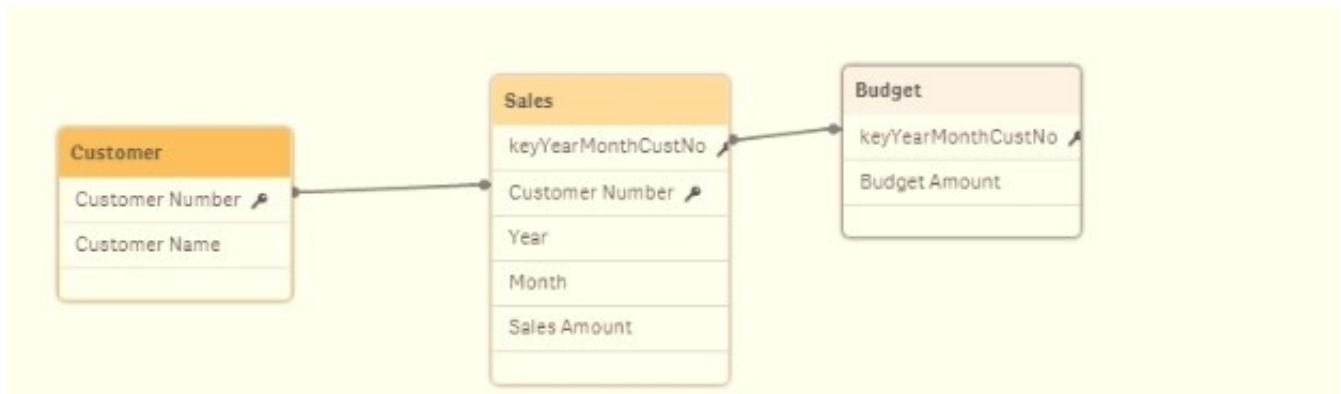 Customer
Customer Number
Customer Name
Sales
keyYearMonthCustNo
Customer Number
Year
Month
Sales Amount
Budget
keyYearMonthCustNo
Budget Amount